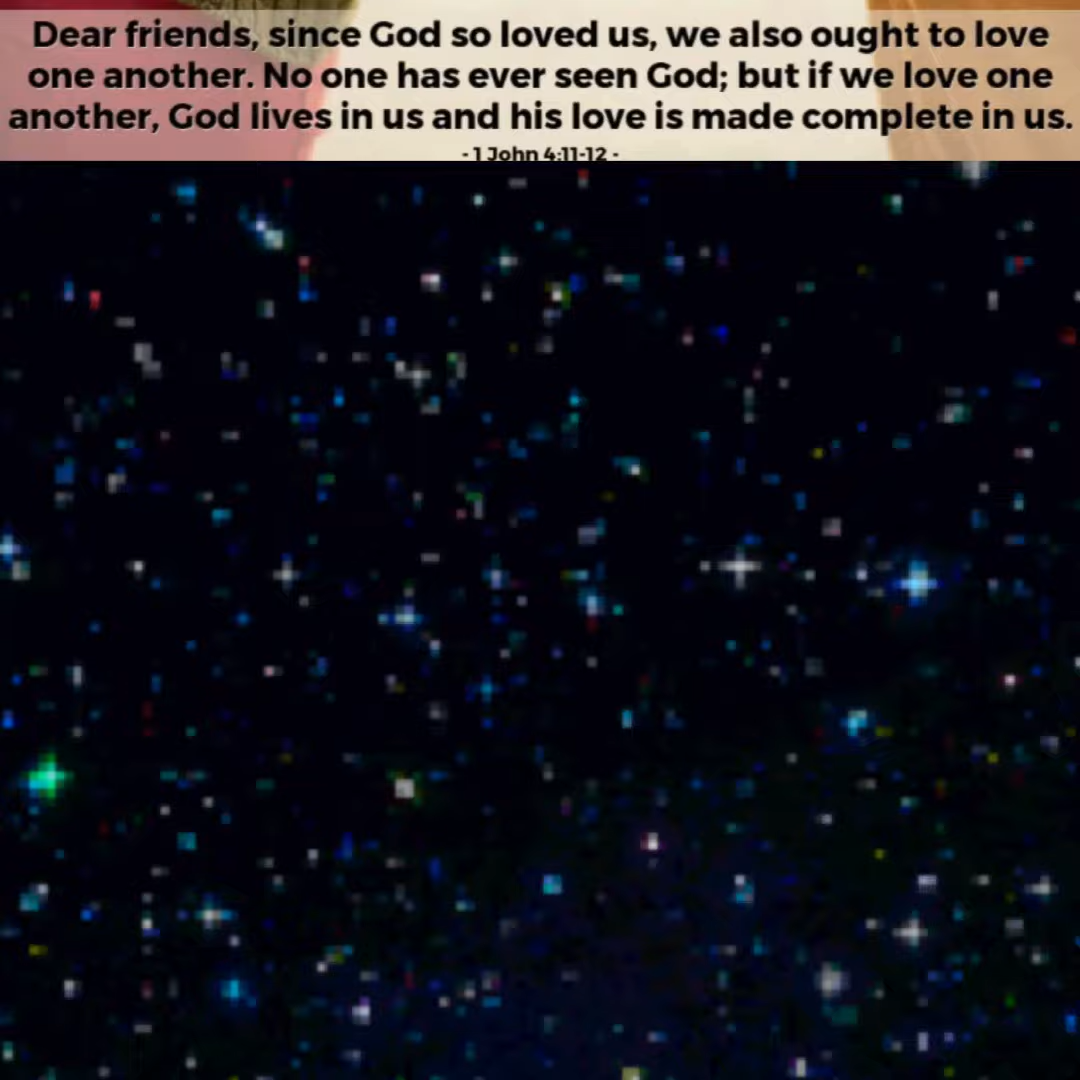 Dear friends, since God so loved us, we also ought to love
one another. No one has ever seen God; but if we love one
another, God lives in us and his love is made complete in us.
- 1 John 4:11-12 -